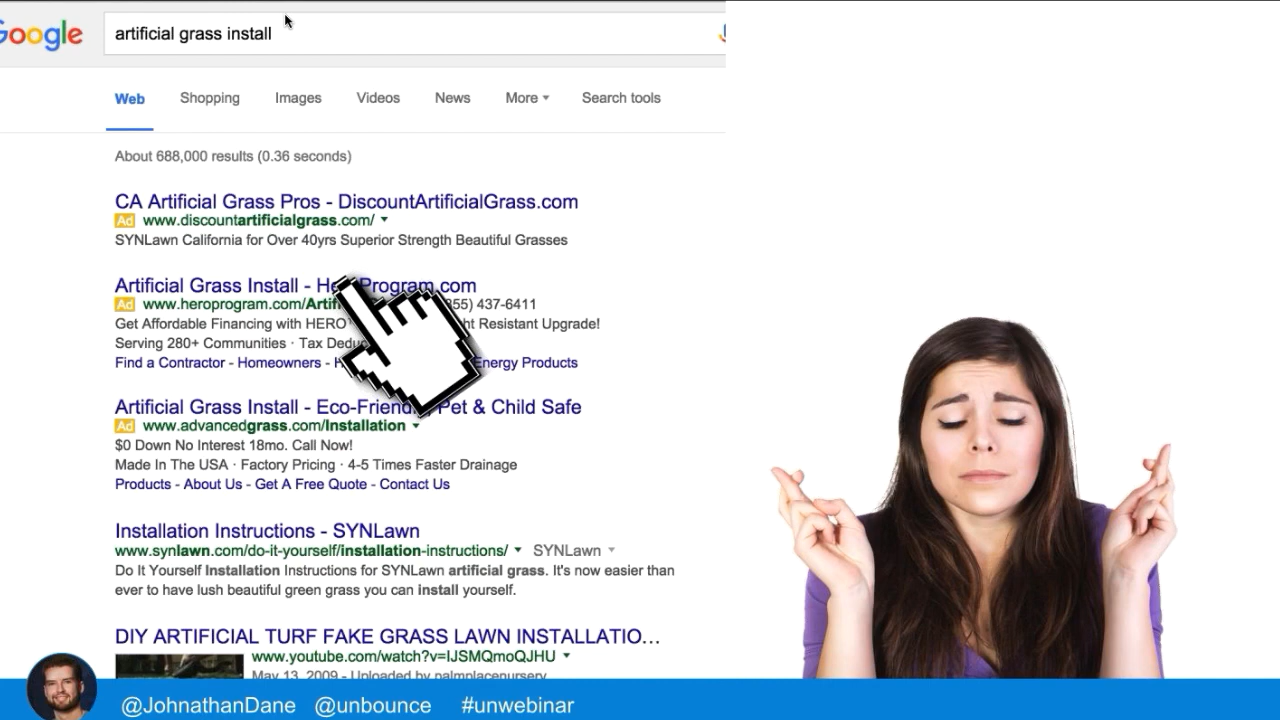 Google
artificial grass install
Web Shopping Images Videos News More Search tools
About 688,000 results (0.36 seconds)
CA Artificial Grass Pros - DiscountArtificialGrass.com
Ad www.discountartificialgrass.com/
SYNLawn California for Over 40yrs Superior Strength Beautiful Grasses
Artificial Grass Install - Program.com
Ad www.heroprogram.com/ 437-6411
Get Affordable Financing with HERO Resistant Upgrade!
Serving 280+ Communities · Tax
Find a Contractor - Homeowners - Energy Products
Artificial Grass Install - Eco-Friendly, Pet & Child Safe
Ad www.advancedgrass.com/Installation
$0 Down No Interest 18mo. Call Now!
Made In The USA · Factory Pricing · 4-5 Times Faster Drainage
Products - About Us - Get A Free Quote - Contact Us
Installation Instructions - SYNLawn
www.synlawn.com/do-it-yourself/installation-instructions/ SYNLawn
Do It Yourself Installation Instructions for SYNLawn artificial grass. It's now easier than
ever to have lush beautiful green grass you can install yourself.
DIY ARTIFICIAL TURF FAKE GRASS LAWN INSTALLATIO...
www.youtube.com/watch?v=IJSMQmoQJHU
May 13, 2009 - Uploaded by palmplacenursery
@JohnathanDane @unbounce #unwebinar